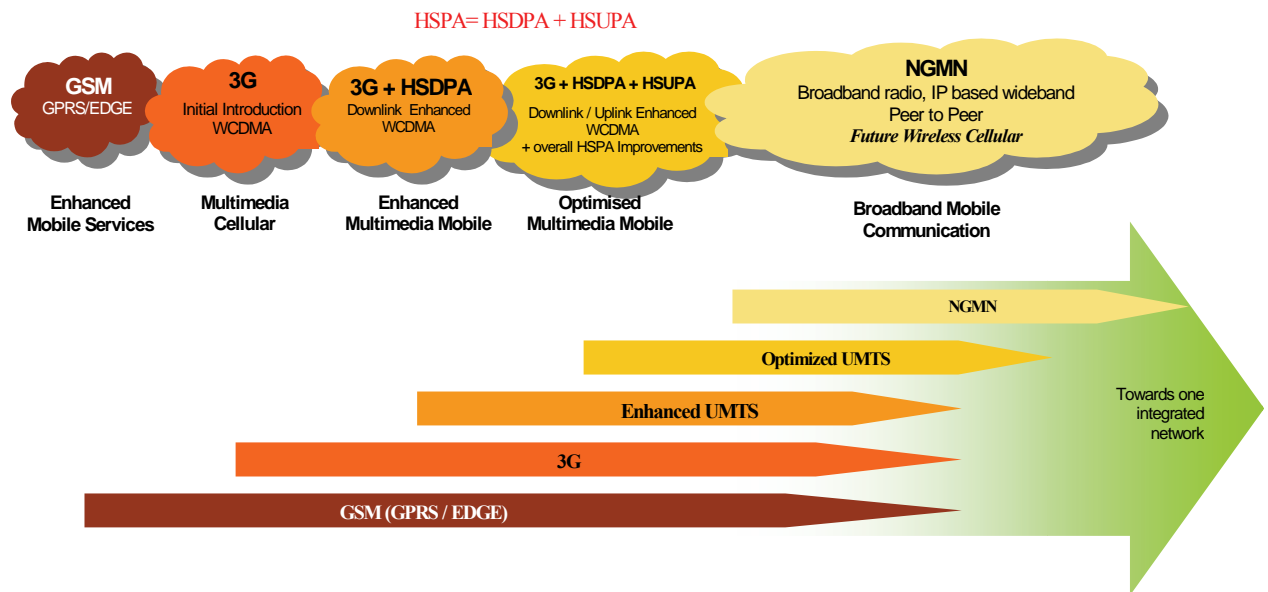 HSPA= HSDPA + HSUPA
GSM
GPRS/EDGE
3G
Initial Introduction
WCDMA
3G + HSDPA
Downlink Enhanced
WCDMA
3G + HSDPA + HSUPA
Downlink / Uplink Enhanced
WCDMA
+ overall HSPA Improvements
NGMN
Broadband radio, IP based wideband
Peer to Peer
Future Wireless Cellular
Enhanced
Mobile Services
Multimedia
Cellular
Enhanced
Multimedia Mobile
Optimised
Multimedia Mobile
Broadband Mobile
Communication
NGMN
Optimized UMTS
Enhanced UMTS
3G
GSM (GPRS / EDGE)
Towards one
integrated
network